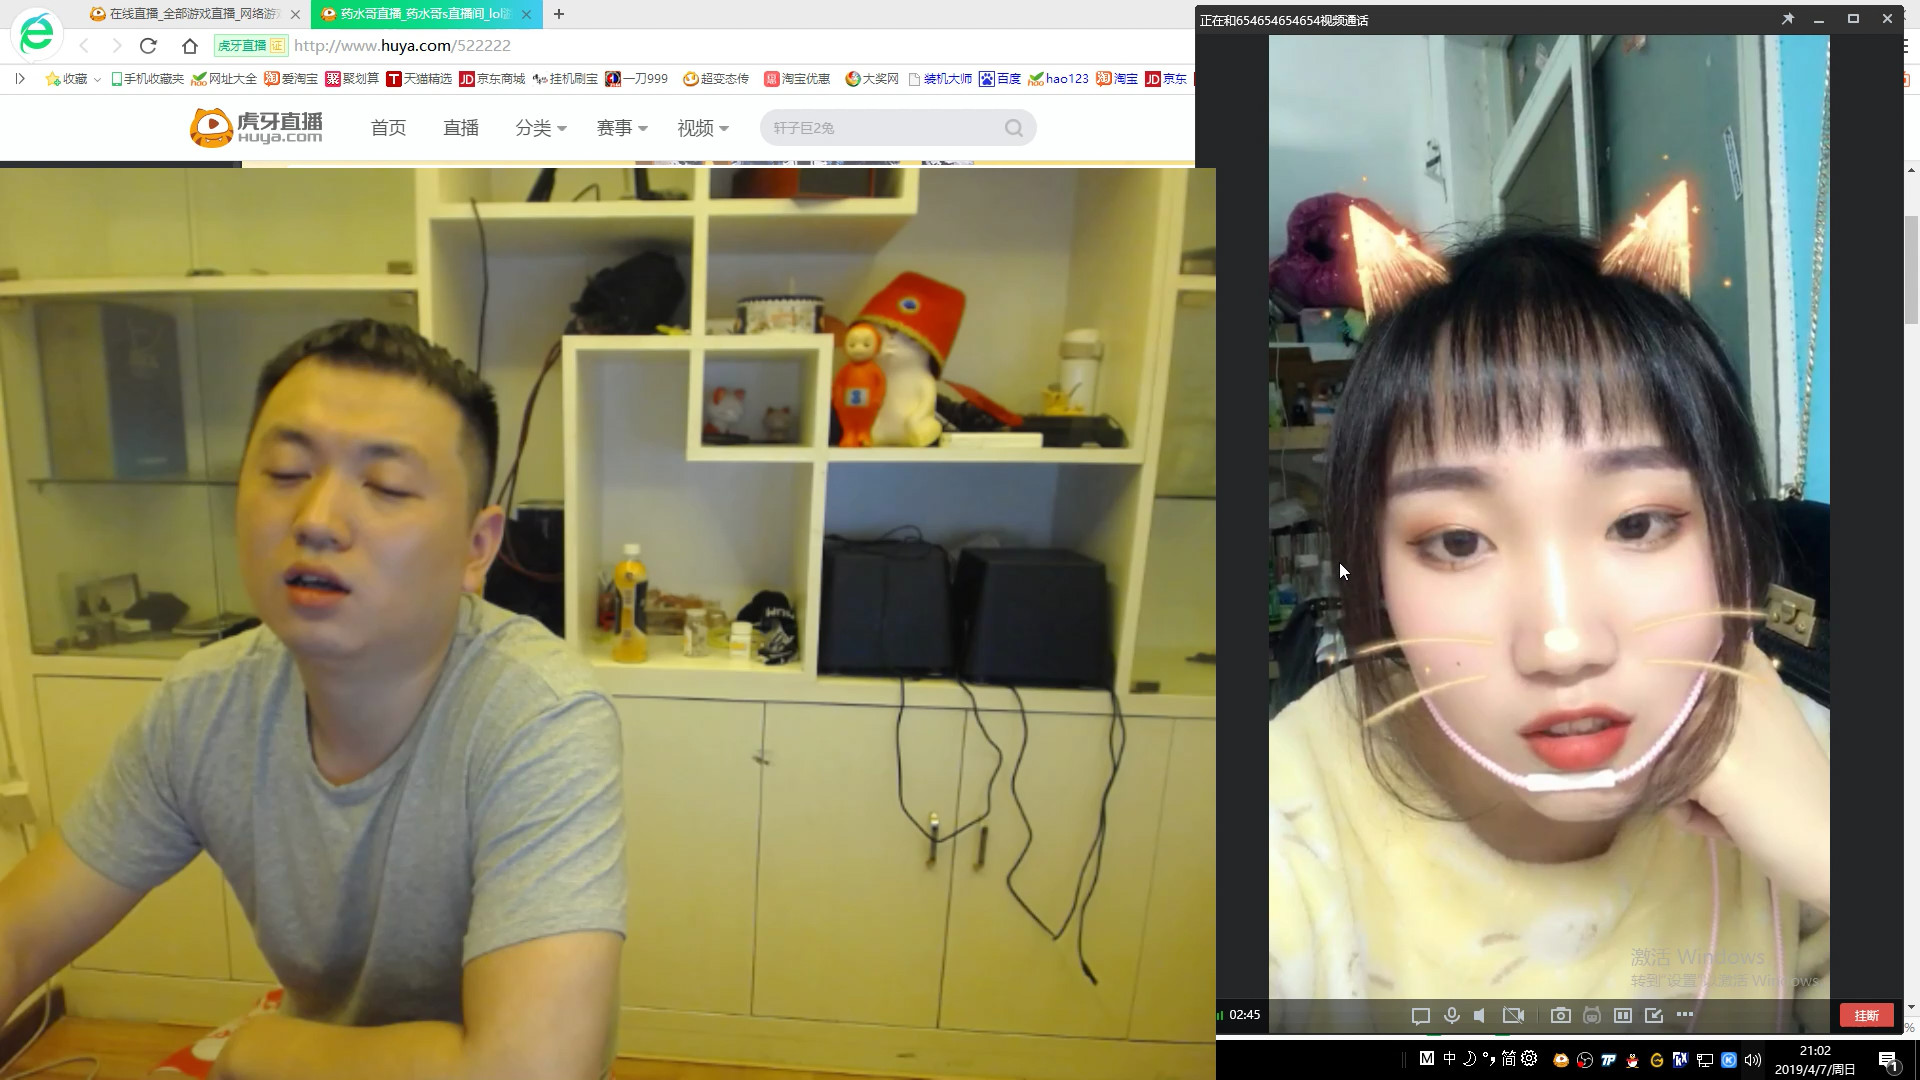 在线直播_全部游戏直播_网络游
药水哥直播_药水哥s直播间_lol
虎牙直播 证 http://www.huya.com/522222
收藏 手机收藏夹 网址大全 爱淘宝 聚划算 天猫精选 京东商城 挂机刷宝 一刀999 超变态传 淘宝优惠 大奖网 装机大师 百度 hao123 淘宝 京东
虎牙直播
HUYA.com
首页 直播 分类 赛事 视频 轩子巨2兔
正在和654654654654视频通话
激活 Windows
转到"设置"以激活 Windows
02:45
挂断
M 中 简
21:02
2019/4/7/周日
1